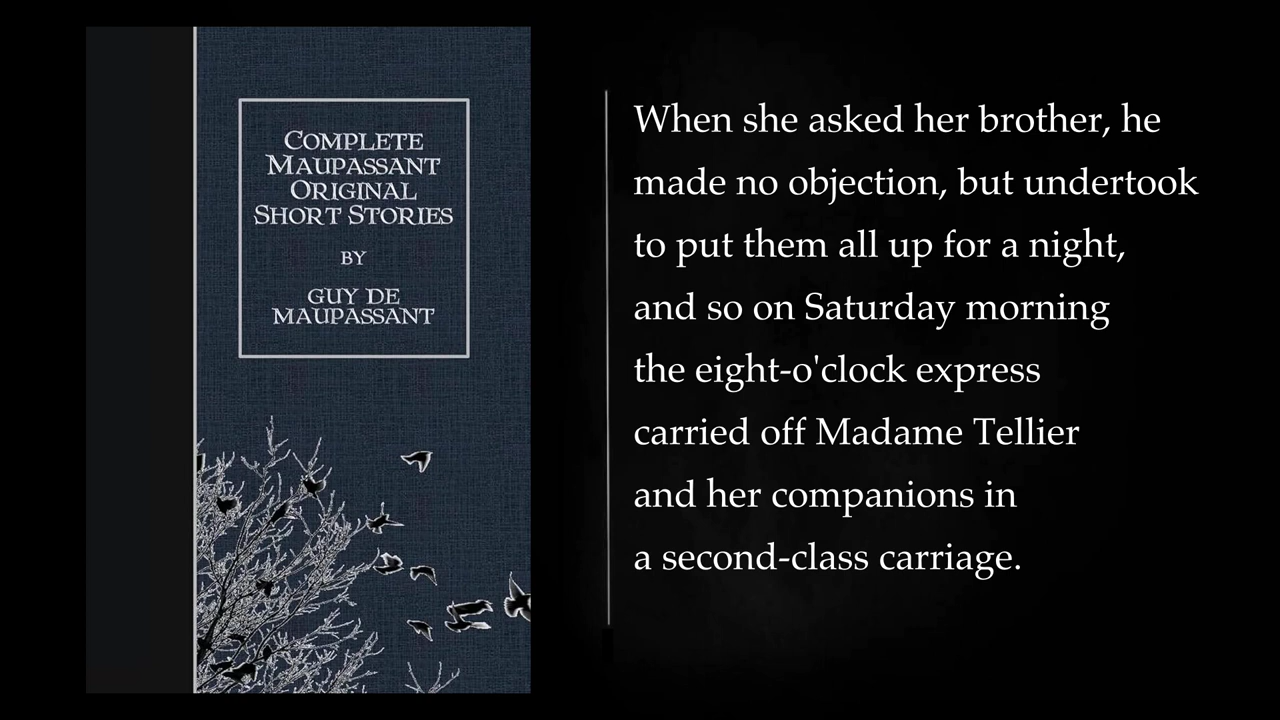 COMPLETE
MAUPASSANT
ORIGINAL
SHORT STORIES
BY
GUY DE
MAUPASSANT
When she asked her brother, he
made no objection, but undertook
to put them all up for a night,
and so on Saturday morning
the eight-o'clock express
carried off Madame Tellier
and her companions in
a second-class carriage.